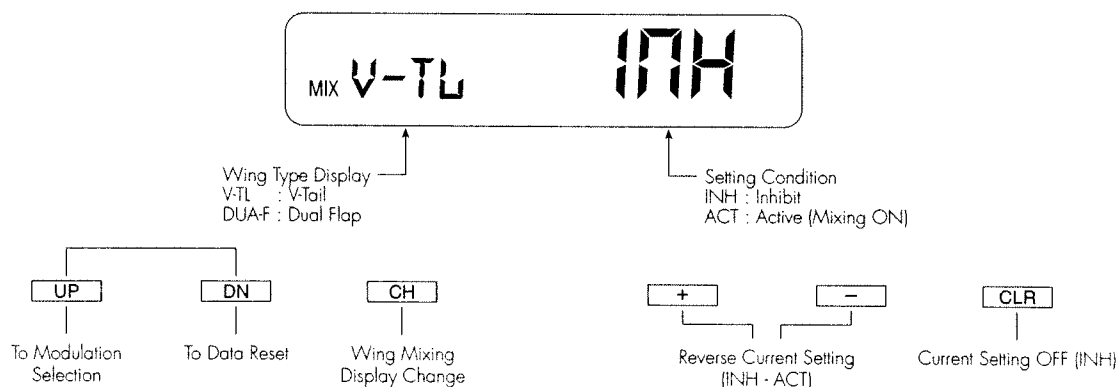 MIX V-TL INH
Wing Type Display
V-TL : V-Tail
DUA-F : Dual Flap
Setting Condition
INH : Inhibit
ACT : Active (Mixing ON)
UP DN CH + − CLR
To Modulation
Selection
To Data Reset
Wing Mixing
Display Change
Reverse Current Setting
(INH - ACT)
Current Setting OFF (INH)